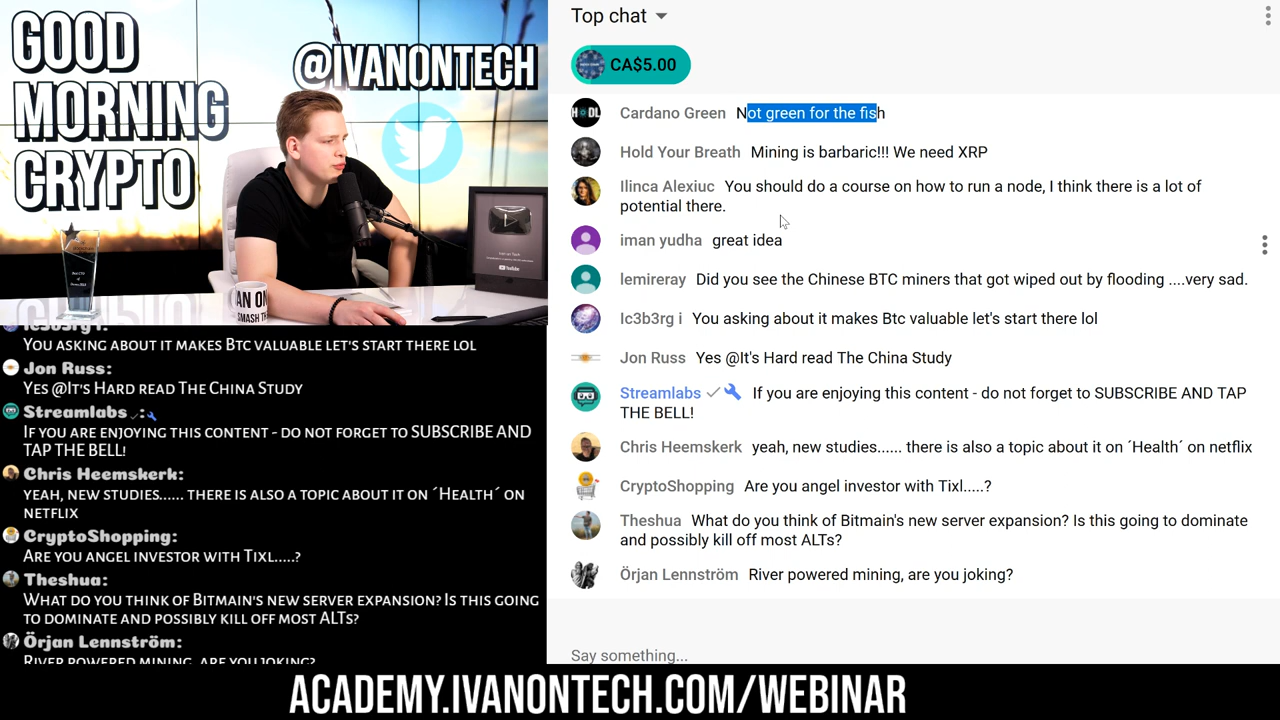 GOOD
MORNING
CRYPTO
@IVANONTECH
YouTube
AN ON
SMASH TH
YOU ASKING ABOUT IT MAKES BTC VALUABLE LET'S START THERE LOL
Jon Russ:
YES @IT'S HARD READ THE CHINA STUDY
Streamlabs ✓:
IF YOU ARE ENJOYING THIS CONTENT - DO NOT FORGET TO SUBSCRIBE AND
TAP THE BELL!
Chris Heemskerk:
YEAH, NEW STUDIES...... THERE IS ALSO A TOPIC ABOUT IT ON ´HEALTH´ ON
NETFLIX
CryptoShopping:
ARE YOU ANGEL INVESTOR WITH TIXL.....?
Theshua:
WHAT DO YOU THINK OF BITMAIN'S NEW SERVER EXPANSION? IS THIS GOING
TO DOMINATE AND POSSIBLY KILL OFF MOST ALTS?
Örjan Lennström:
RIVER POWERED MINING, ARE YOU JOKING?
Top chat
CA$5.00
Cardano Green Not green for the fish
Hold Your Breath Mining is barbaric!!! We need XRP
Ilinca Alexiuc You should do a course on how to run a node, I think there is a lot of
potential there.
iman yudha great idea
lemireray Did you see the Chinese BTC miners that got wiped out by flooding ....very sad.
Ic3b3rg i You asking about it makes Btc valuable let's start there lol
Jon Russ Yes @It's Hard read The China Study
Streamlabs ✓ If you are enjoying this content - do not forget to SUBSCRIBE AND TAP
THE BELL!
Chris Heemskerk yeah, new studies...... there is also a topic about it on ´Health´ on netflix
CryptoShopping Are you angel investor with Tixl.....?
Theshua What do you think of Bitmain's new server expansion? Is this going to dominate
and possibly kill off most ALTs?
Örjan Lennström River powered mining, are you joking?
Say something...
ACADEMY.IVANONTECH.COM/WEBINAR